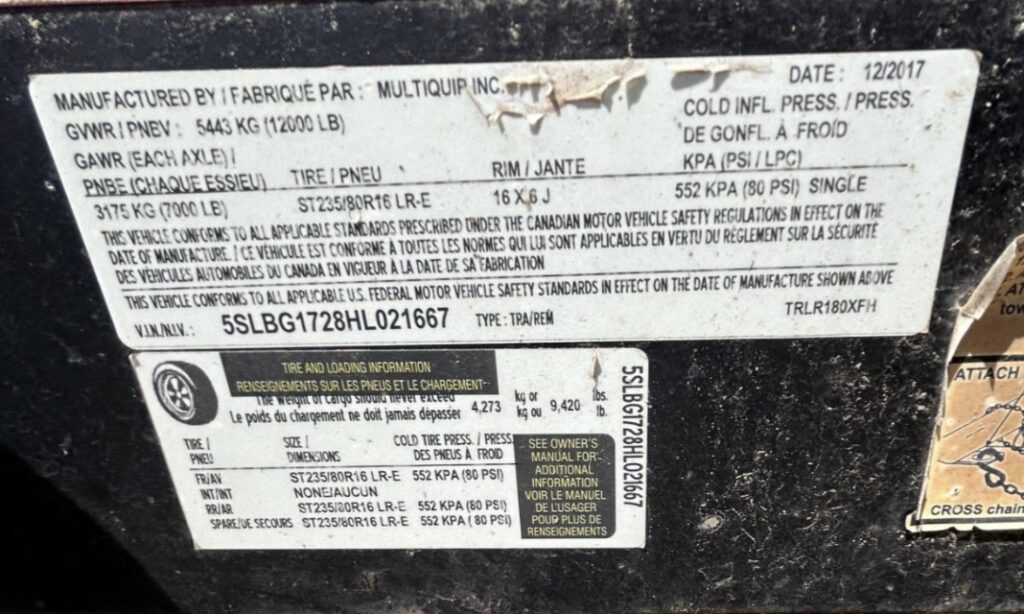 MANUFACTURED BY / FABRIQUÉ PAR : MULTIQUIP INC. DATE : 12/2017
GVWR / PNEV : 5443 KG (12000 LB) COLD INFL. PRESS. / PRESS.
DE GONFL. À FROID
GAWR (EACH AXLE) /
PNBE (CHAQUE ESSIEU) TIRE / PNEU RIM / JANTE KPA (PSI / LPC)
3175 KG (7000 LB) ST235/80R16 LR-E 16 X 6 J 552 KPA (80 PSI) SINGLE
THIS VEHICLE CONFORMS TO ALL APPLICABLE STANDARDS PRESCRIBED UNDER THE CANADIAN MOTOR VEHICLE SAFETY REGULATIONS IN EFFECT ON THE
DATE OF MANUFACTURE. / CE VÉHICULE EST CONFORME À TOUTES LES NORMES QUI LUI SONT APPLICABLES EN VERTU DU RÈGLEMENT SUR LA SÉCURITÉ
DES VÉHICULES AUTOMOBILES DU CANADA EN VIGUEUR À LA DATE DE SA FABRICATION
THIS VEHICLE CONFORMS TO ALL APPLICABLE U.S. FEDERAL MOTOR VEHICLE SAFETY STANDARDS IN EFFECT ON THE DATE OF MANUFACTURE SHOWN ABOVE
V.I.N./N.I.V.: 5SLBG1728HL021667 TYPE: TRA/REM TRLR180XFH
TIRE AND LOADING INFORMATION
RENSEIGNEMENTS SUR LES PNEUS ET LE CHARGEMENT
The weight of cargo should never exceed
Le poids du chargement ne doit jamais dépasser 4,273 kg or kg ou 9,420 lbs. lb.
TIRE / SIZE / COLD TIRE PRESS. / PRESS.
PNEU DIMENSIONS DES PNEUS À FROID
FR/AV ST235/80R16 LR-E 552 KPA (80 PSI)
INT/INT NONE/AUCUN
RR/AR ST235/80R16 LR-E 552 KPA (80 PSI)
SPARE/DE SECOURS ST235/80R16 LR-E 552 KPA ( 80 PSI)
SEE OWNER'S
MANUAL FOR
ADDITIONAL
INFORMATION
VOIR LE MANUEL
DE L'USAGER
POUR PLUS DE
RENSEIGNEMENTS
5SLBG1728HL021667
ATTACH
CROSS chain